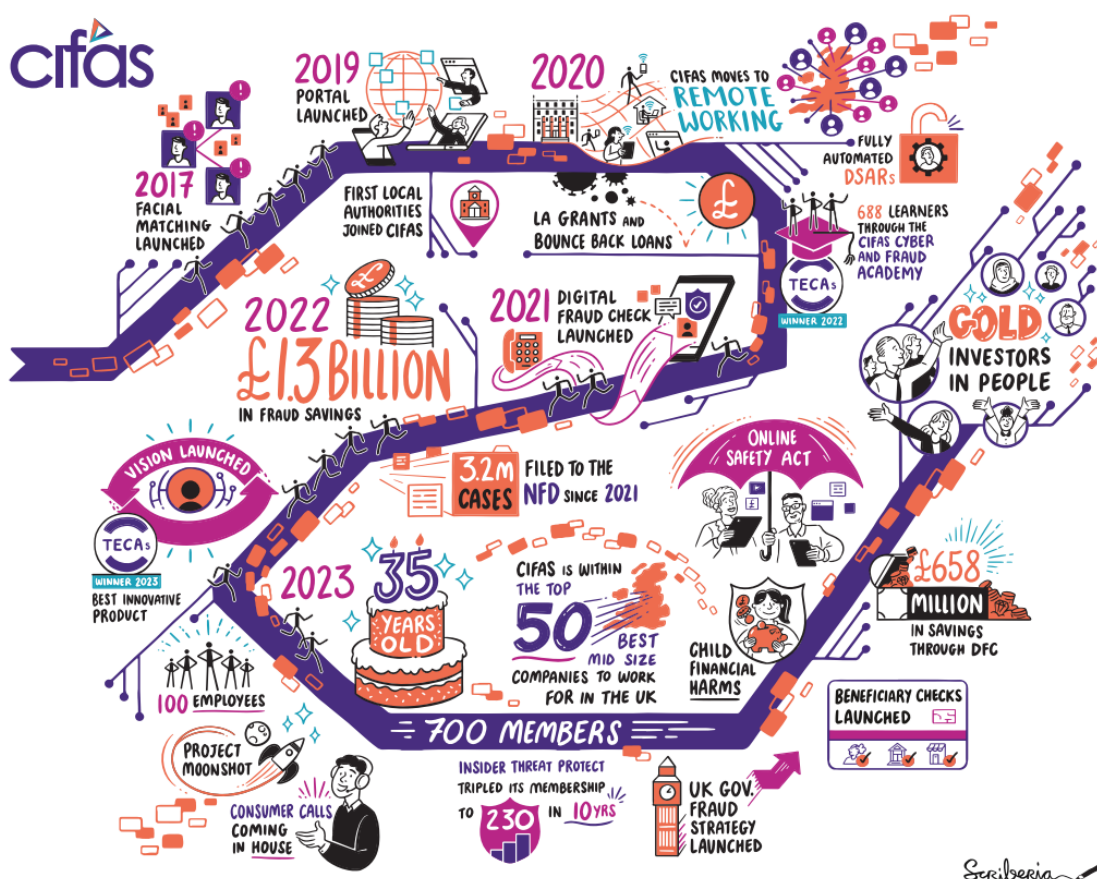 cifas
2017
FACIAL
MATCHING
LAUNCHED
2019
PORTAL
LAUNCHED
FIRST LOCAL
AUTHORITIES
JOINED CIFAS
2020
CIFAS MOVES TO
REMOTE
WORKING
FULLY
AUTOMATED
DSARs
LA GRANTS AND
BOUNCE BACK LOANS
£
688 LEARNERS
THROUGH THE
CIFAS CYBER
AND FRAUD
ACADEMY
TECAs
WINNER 2022
2021
DIGITAL
FRAUD CHECK
LAUNCHED
£
2022
£1.3 BILLION
IN FRAUD SAVINGS
3.2M
CASES
FILED TO THE
NFD SINCE 2021
VISION LAUNCHED
TECAs
WINNER 2023
BEST INNOVATIVE
PRODUCT
2023
35
YEARS
OLD
100 EMPLOYEES
PROJECT
MOONSHOT
CONSUMER CALLS
COMING
IN HOUSE
700 MEMBERS
INSIDER THREAT PROTECT
TRIPLED ITS MEMBERSHIP
TO 230 IN 10YRS
CIFAS IS WITHIN
THE TOP
50
BEST
MID SIZE
COMPANIES TO WORK
FOR IN THE UK
ONLINE
SAFETY ACT
£
CHILD
FINANCIAL
HARMS
UK GOV.
FRAUD
STRATEGY
LAUNCHED
BENEFICIARY CHECKS
LAUNCHED
£658
MILLION
IN SAVINGS
THROUGH DFC
GOLD
INVESTORS
IN PEOPLE
Scriberia